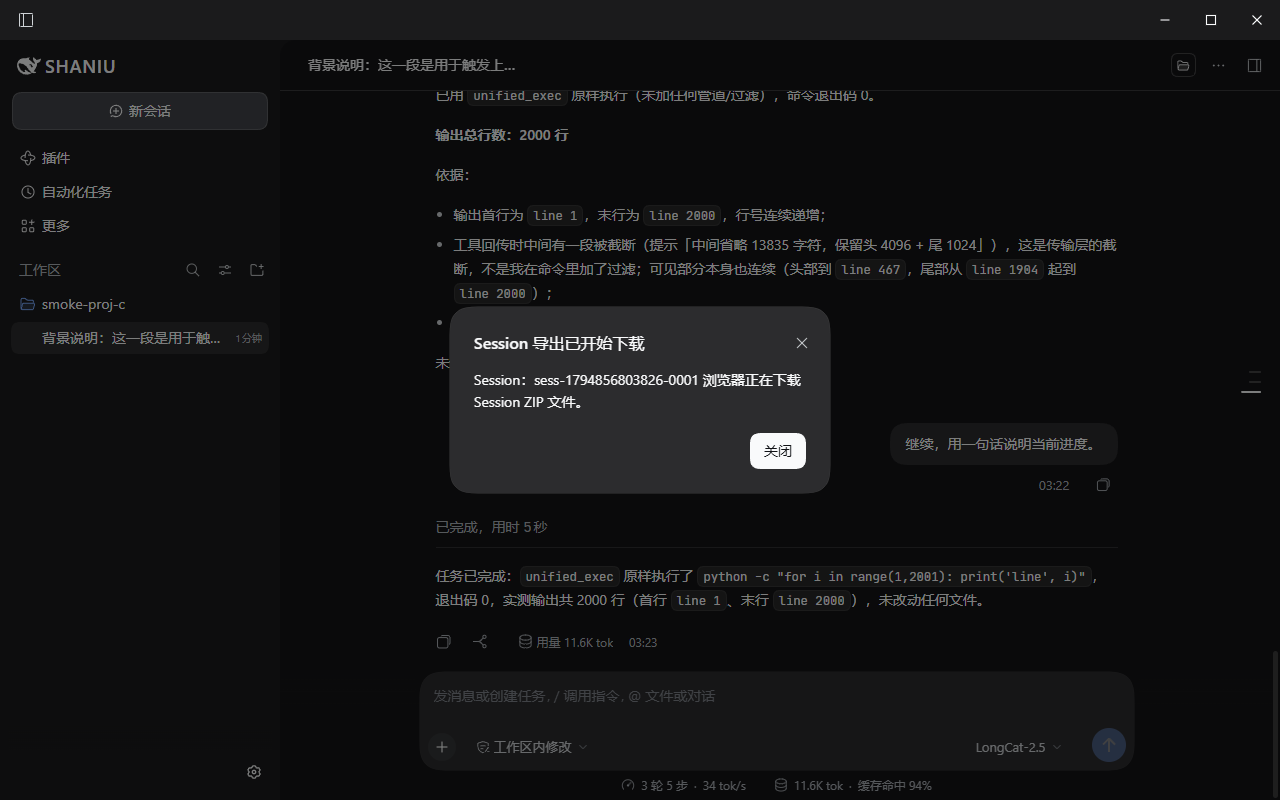 SHANIU
背景说明：这一段是用于触发上...
新会话
插件
自动化任务
更多
工作区
smoke-proj-c
背景说明：这一段是用于触... 1分钟
已用 unified_exec 原样执行（未加任何管道/过滤），命令退出码 0。
输出总行数：2000 行
依据：
输出首行为 line 1，末行为 line 2000，行号连续递增；
工具回传时中间有一段被截断（提示「中间省略 13835 字符，保留头 4096 + 尾 1024」），这是传输层的截
断，不是我在命令里加了过滤；可见部分本身也连续（头部到 line 467，尾部从 line 1904 起到
line 2000）；
未
Session 导出已开始下载
Session：sess-1794856803826-0001 浏览器正在下载
Session ZIP 文件。
关闭
继续，用一句话说明当前进度。
03:22
已完成，用时 5 秒
任务已完成：unified_exec 原样执行了 python -c "for i in range(1,2001): print('line', i)"，
退出码 0，实测输出共 2000 行（首行 line 1、末行 line 2000），未改动任何文件。
用量 11.6K tok 03:23
发消息或创建任务，/ 调用指令，@ 文件或对话
工作区内修改
LongCat-2.5
3 轮 5 步 · 34 tok/s 11.6K tok · 缓存命中 94%